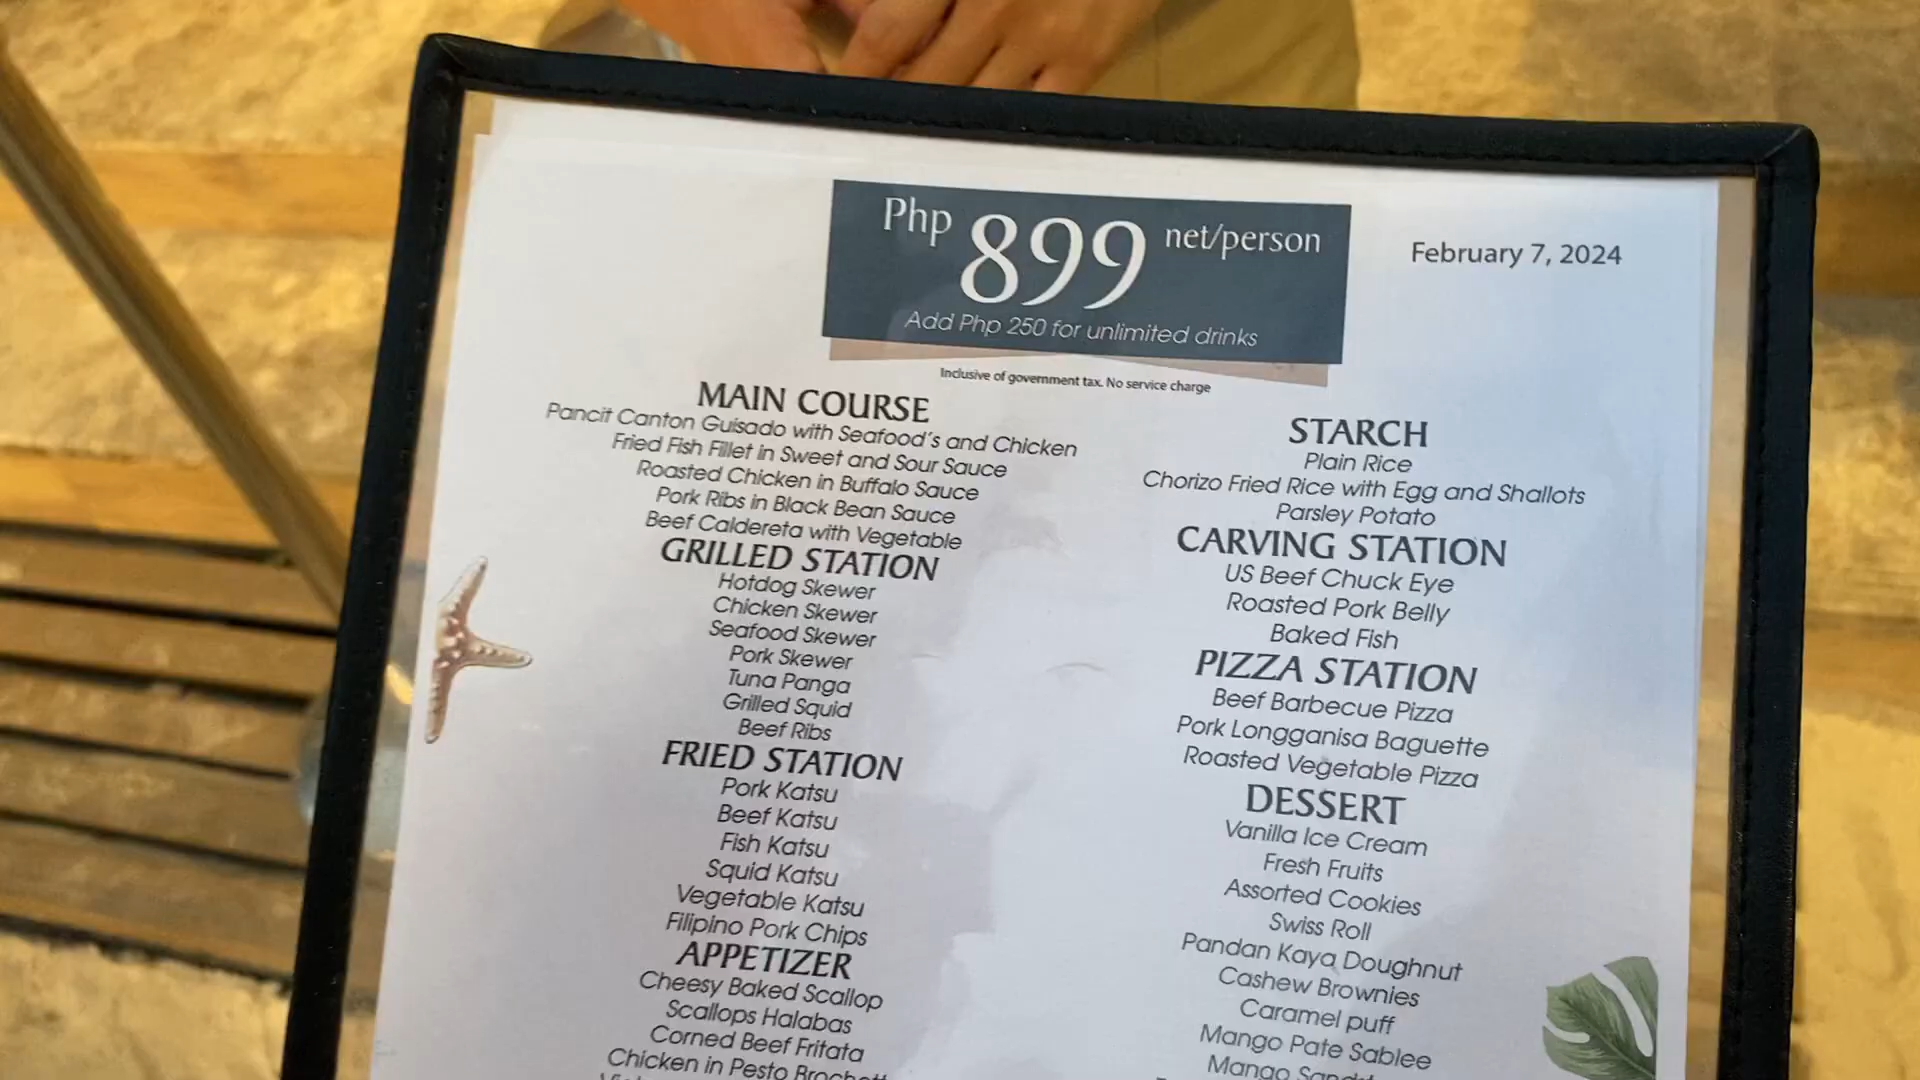 Php 899 net/person
Add Php 250 for unlimited drinks
Inclusive of government tax. No service charge
February 7, 2024
MAIN COURSE
Pancit Canton Guisado with Seafood's and Chicken
Fried Fish Fillet in Sweet and Sour Sauce
Roasted Chicken in Buffalo Sauce
Pork Ribs in Black Bean Sauce
Beef Caldereta with Vegetable
GRILLED STATION
Hotdog Skewer
Chicken Skewer
Seafood Skewer
Pork Skewer
Tuna Panga
Grilled Squid
Beef Ribs
FRIED STATION
Pork Katsu
Beef Katsu
Fish Katsu
Squid Katsu
Vegetable Katsu
Filipino Pork Chips
APPETIZER
Cheesy Baked Scallop
Scallops Halabas
Corned Beef Fritata
Chicken in Pesto
STARCH
Plain Rice
Chorizo Fried Rice with Egg and Shallots
Parsley Potato
CARVING STATION
US Beef Chuck Eye
Roasted Pork Belly
Baked Fish
PIZZA STATION
Beef Barbecue Pizza
Pork Longganisa Baguette
Roasted Vegetable Pizza
DESSERT
Vanilla Ice Cream
Fresh Fruits
Assorted Cookies
Swiss Roll
Pandan Kaya Doughnut
Cashew Brownies
Caramel puff
Mango Pate Sablee
Mango